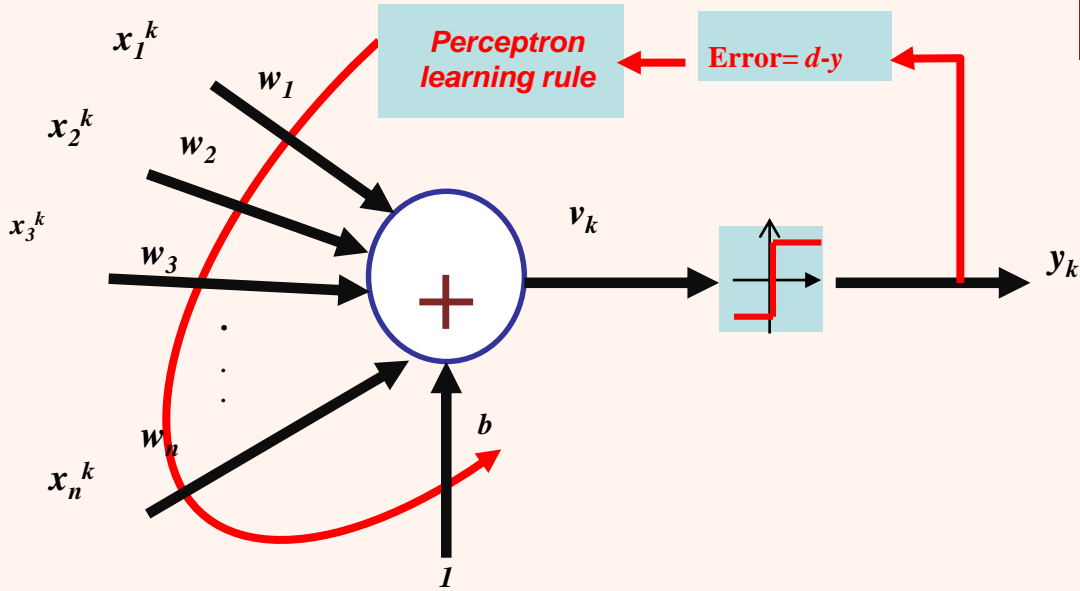 x₁ᵏ
Perceptron
learning rule
Error= d-y
w₁
x₂ᵏ
w₂
x₃ᵏ
w₃
vₖ
yₖ
+
.
.
.
wₙ
b
xₙᵏ
1